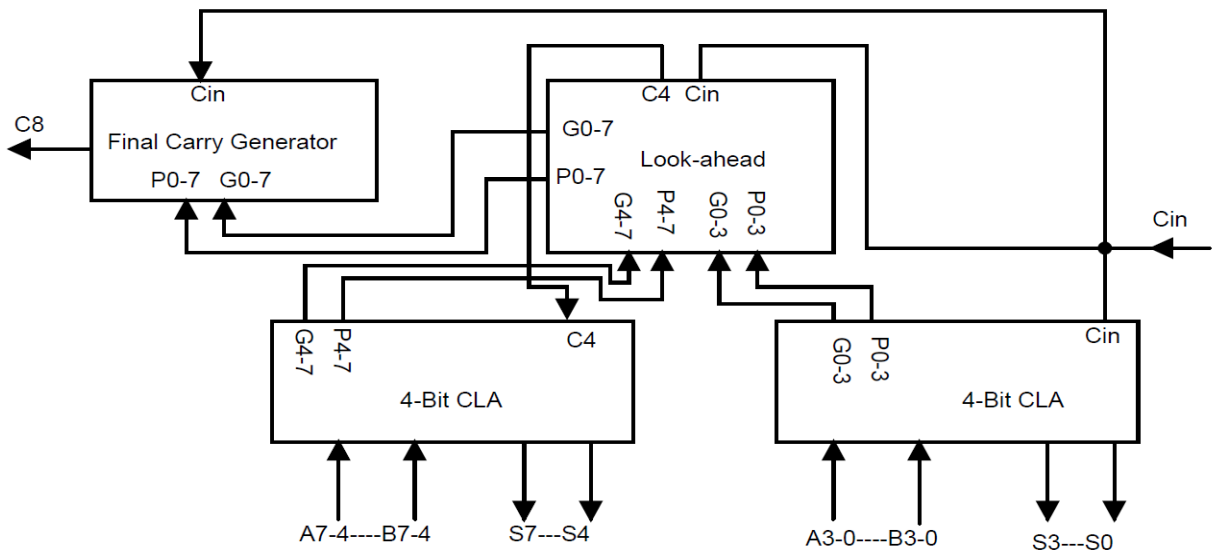 Cin
C4 Cin
C8
Final Carry Generator
P0-7 G0-7
G0-7
Look-ahead
P0-7
G4-7
P4-7
G0-3
P0-3
Cin
G4-7
P4-7
C4
4-Bit CLA
G0-3
P0-3
Cin
4-Bit CLA
A7-4----B7-4
S7---S4
A3-0----B3-0
S3---S0